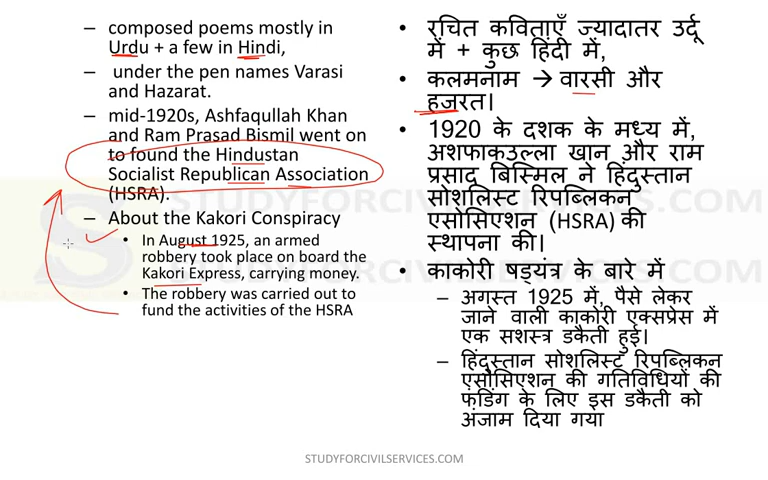 – composed poems mostly in
Urdu + a few in Hindi,
– under the pen names Varasi
and Hazarat.
– mid-1920s, Ashfaqullah Khan
and Ram Prasad Bismil went on
to found the Hindustan
Socialist Republican Association
(HSRA).
– About the Kakori Conspiracy
• In August 1925, an armed
robbery took place on board the
Kakori Express, carrying money.
• The robbery was carried out to
fund the activities of the HSRA
• रचित कविताएँ ज्यादातर उर्दू
में + कुछ हिंदी में,
• कलमनाम → वारसी और
हजरत।
• 1920 के दशक के मध्य में,
अशफाकउल्ला खान और राम
प्रसाद बिस्मिल ने हिंदुस्तान
सोशलिस्ट रिपब्लिकन
एसोसिएशन (HSRA) की
स्थापना की।
• काकोरी षड्यंत्र के बारे में
– अगस्त 1925 में, पैसे लेकर
जाने वाली काकोरी एक्सप्रेस में
एक सशस्त्र डकैती हुई।
– हिंदुस्तान सोशलिस्ट रिपब्लिकन
एसोसिएशन की गतिविधियों की
फंडिंग के लिए इस डकैती को
अंजाम दिया गया
STUDYFORCIVILSERVICES.COM